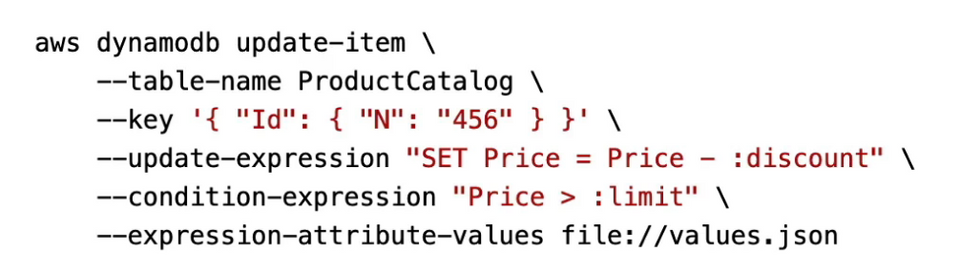 aws dynamodb update-item \
--table-name ProductCatalog \
--key '{ "Id": { "N": "456" } }' \
--update-expression "SET Price = Price - :discount" \
--condition-expression "Price > :limit" \
--expression-attribute-values file://values.json